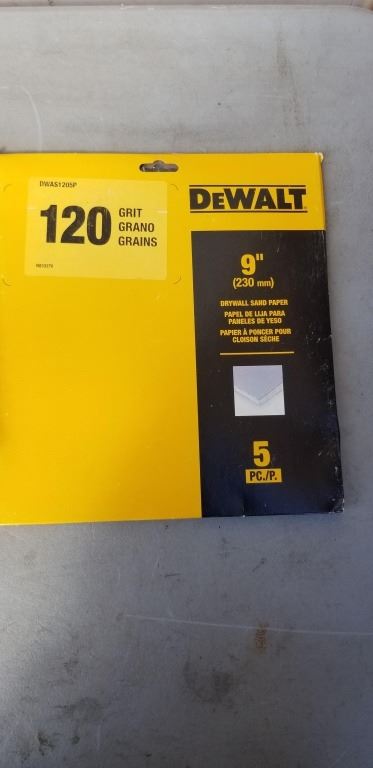 DWAS1205P
120
GRIT
GRANO
GRAINS
DEWALT
9"
(230 mm)
DRYWALL SAND PAPER
PAPEL DE LIJA PARA
PANELES DE YESO
PAPIER À PONCER POUR
CLOISON SÈCHE
5
PC./P.